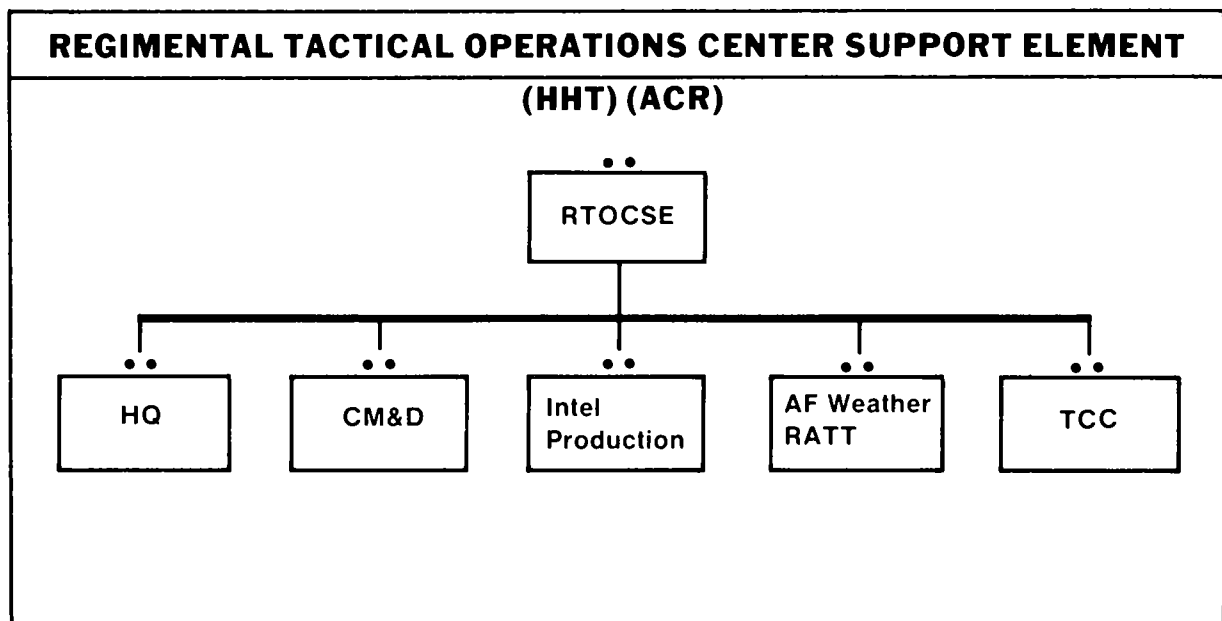 REGIMENTAL TACTICAL OPERATIONS CENTER SUPPORT ELEMENT
(HHT) (ACR)
RTOCSE
HQ
CM&D
Intel
Production
AF Weather
RATT
TCC